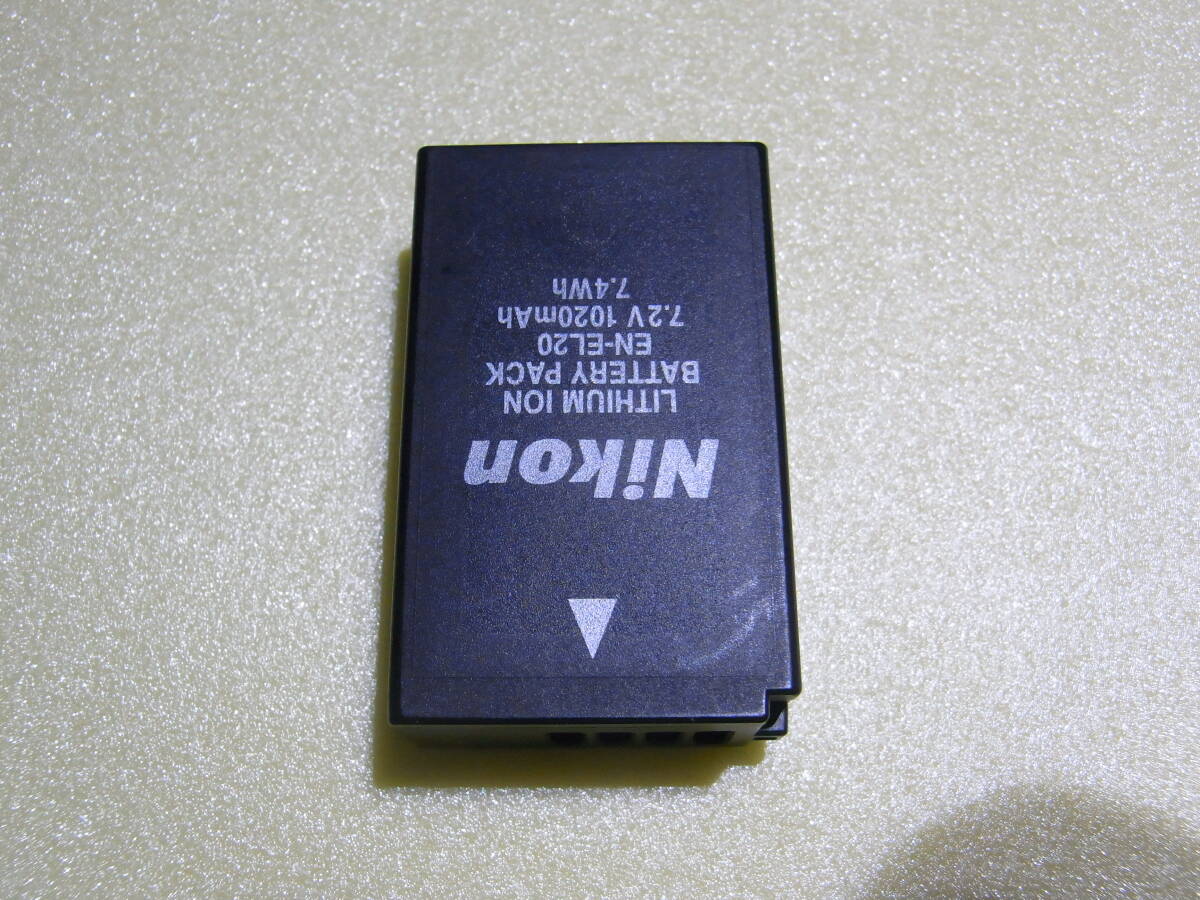 Nikon
LITHIUM ION
BATTERY PACK
EN-EL20
7.2V 1020mAh
7.4Wh